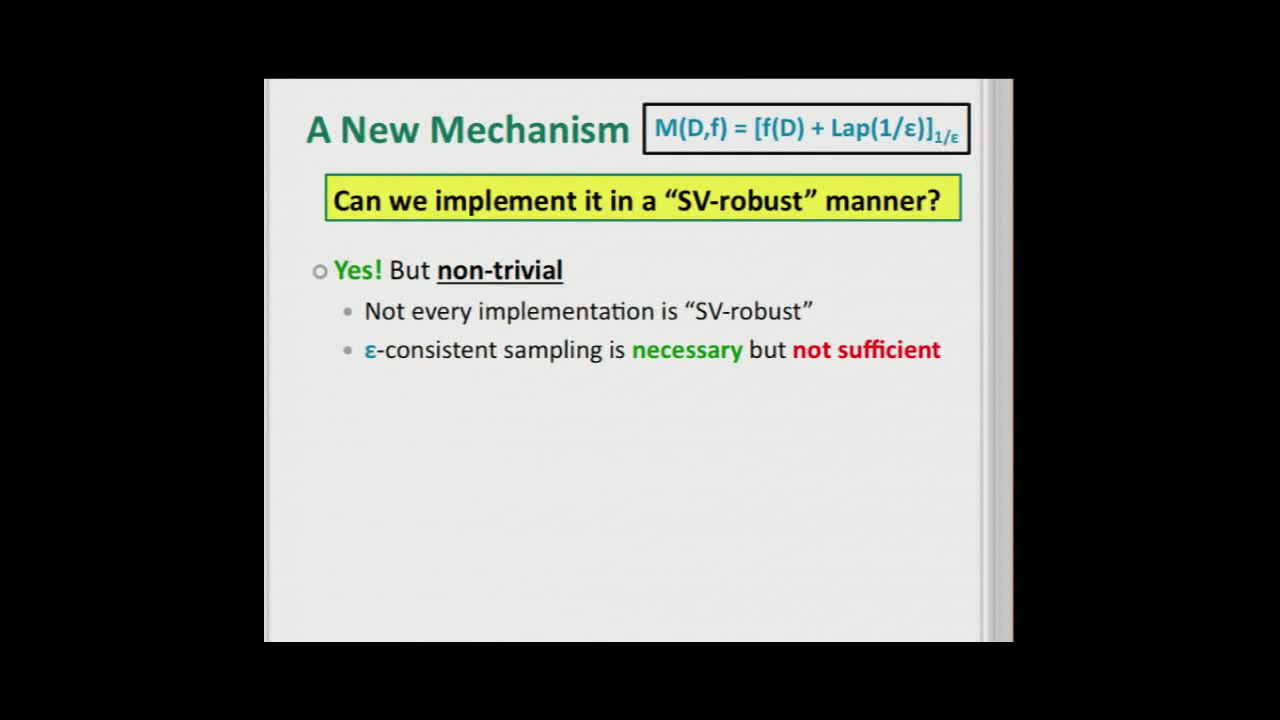 A New Mechanism
M(D,f) = [f(D) + Lap(1/ε)]1/ε
Can we implement it in a “SV-robust” manner?
Yes! But non-trivial
Not every implementation is “SV-robust”
ε-consistent sampling is necessary but not sufficient